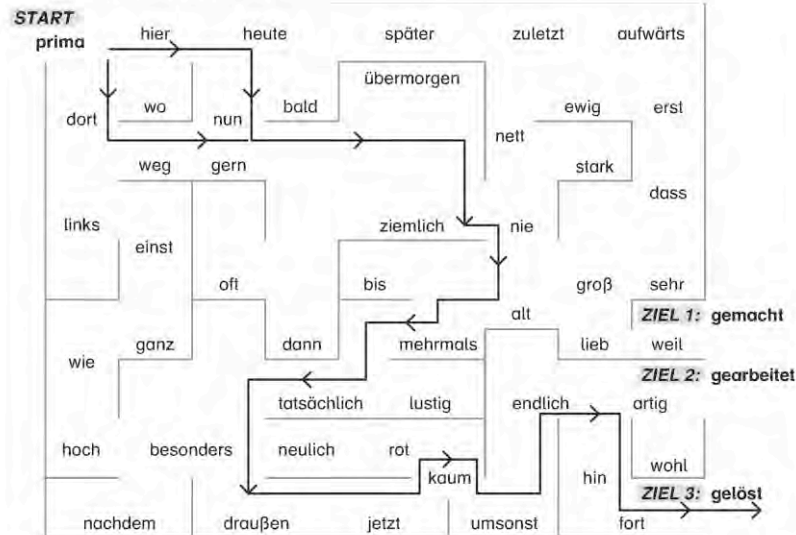 START
prima hier heute später zuletzt aufwärts
übermorgen
dort wo nun bald nett ewig erst
weg gern stark
dass
links einst ziemlich nie
oft bis groß sehr
alt ZIEL 1: gemacht
wie ganz dann mehrmals lieb weil
ZIEL 2: gearbeitet
tatsächlich lustig endlich artig
hoch besonders neulich rot
kaum hin wohl
ZIEL 3: gelöst
nachdem draußen jetzt umsonst fort